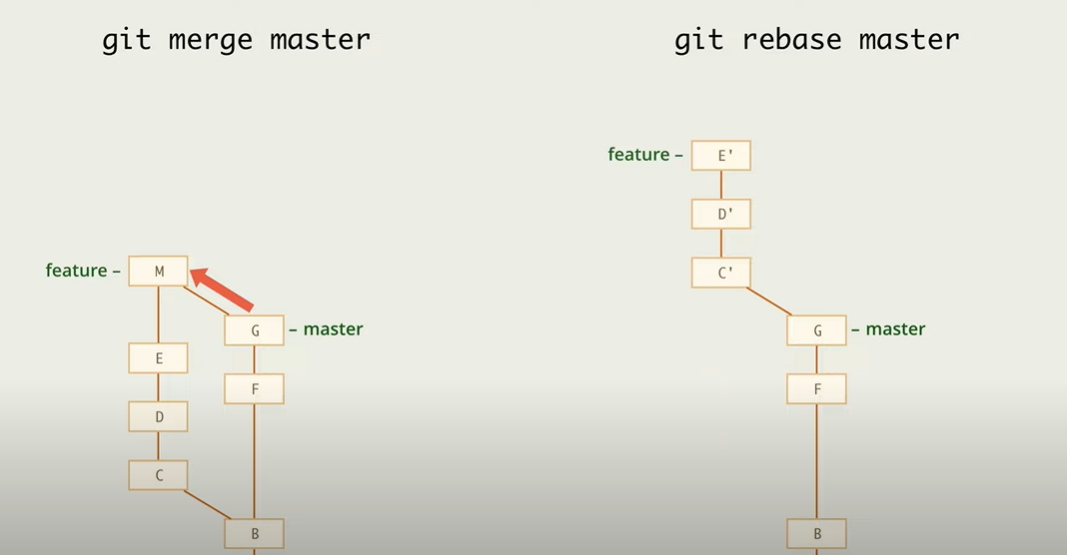 git merge master
git rebase master
feature –
E'
D'
C'
feature –
M
G
– master
G
– master
E
F
F
D
C
B
B